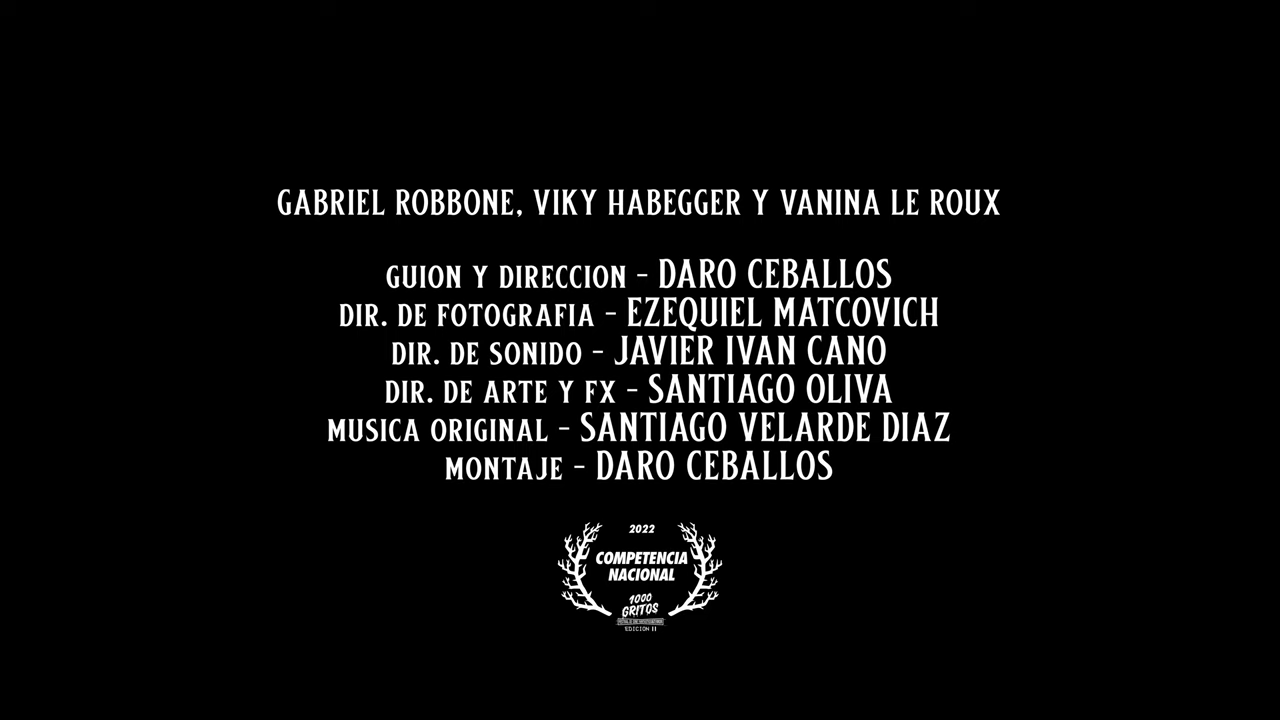 GABRIEL ROBBONE, VIKY HABEGGER Y VANINA LE ROUX
GUION Y DIRECCION - DARO CEBALLOS
DIR. DE FOTOGRAFIA - EZEQUIEL MATCOVICH
DIR. DE SONIDO - JAVIER IVAN CANO
DIR. DE ARTE Y FX - SANTIAGO OLIVA
MUSICA ORIGINAL - SANTIAGO VELARDE DIAZ
MONTAJE - DARO CEBALLOS
2022
COMPETENCIA
NACIONAL
1000
GRITOS
EDICION II